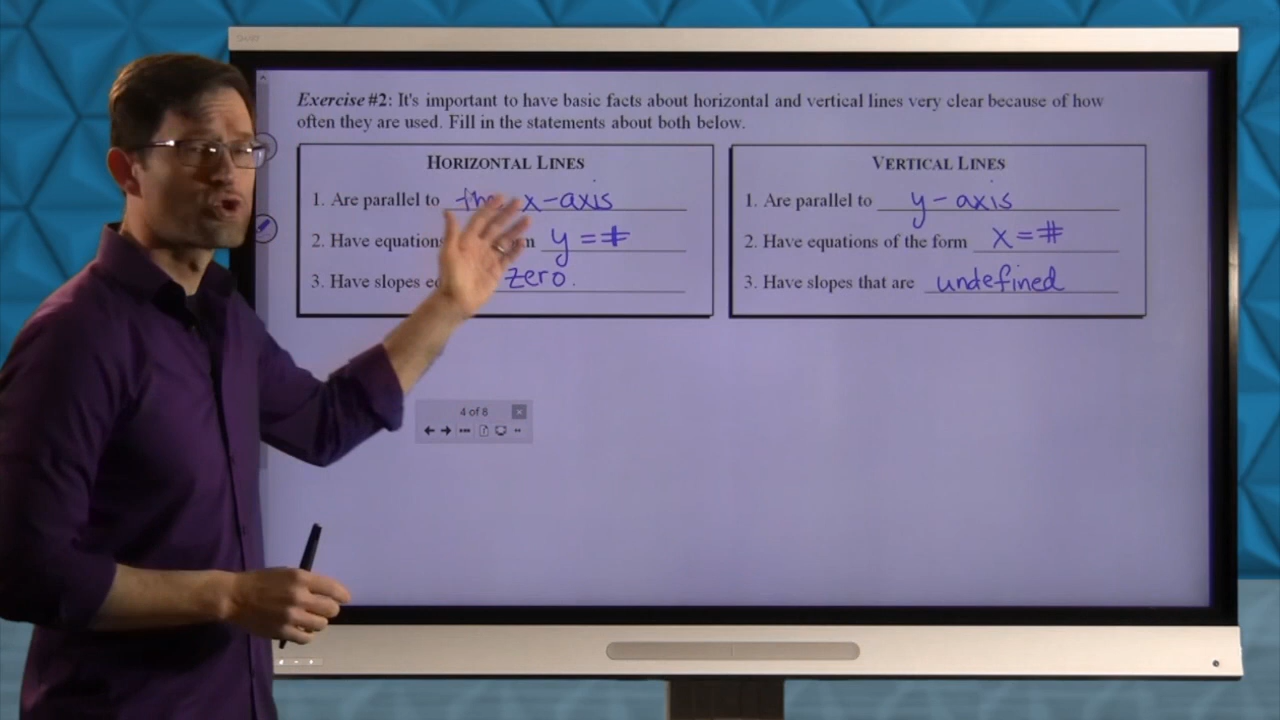 Exercise #2: It's important to have basic facts about horizontal and vertical lines very clear because of how
often they are used. Fill in the statements about both below.
HORIZONTAL LINES
1. Are parallel to the x-axis
2. Have equations y = #
3. Have slopes zero.
VERTICAL LINES
1. Are parallel to y-axis
2. Have equations of the form x = #
3. Have slopes that are undefined
4 of 8